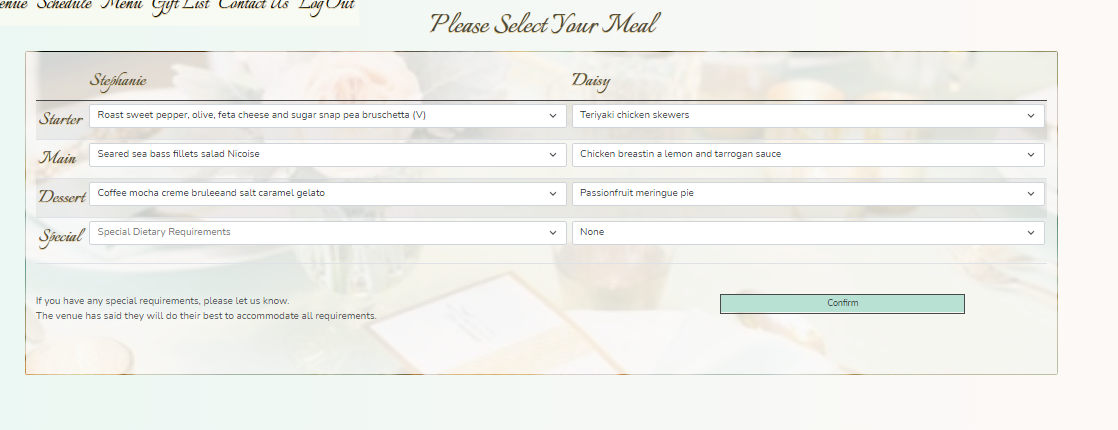 Schedule Menu Gift List Contact Us Log Out
Please Select Your Meal
Stephanie Daisy
Starter Roast sweet pepper, olive, feta cheese and sugar snap pea bruschetta (V) Teriyaki chicken skewers
Main Seared sea bass fillets salad Nicoise Chicken breastin a lemon and tarrogan sauce
Dessert Coffee mocha creme bruleeand salt caramel gelato Passionfruit meringue pie
Special Special Dietary Requirements None
If you have any special requirements, please let us know.
The venue has said they will do their best to accommodate all requirements.
Confirm